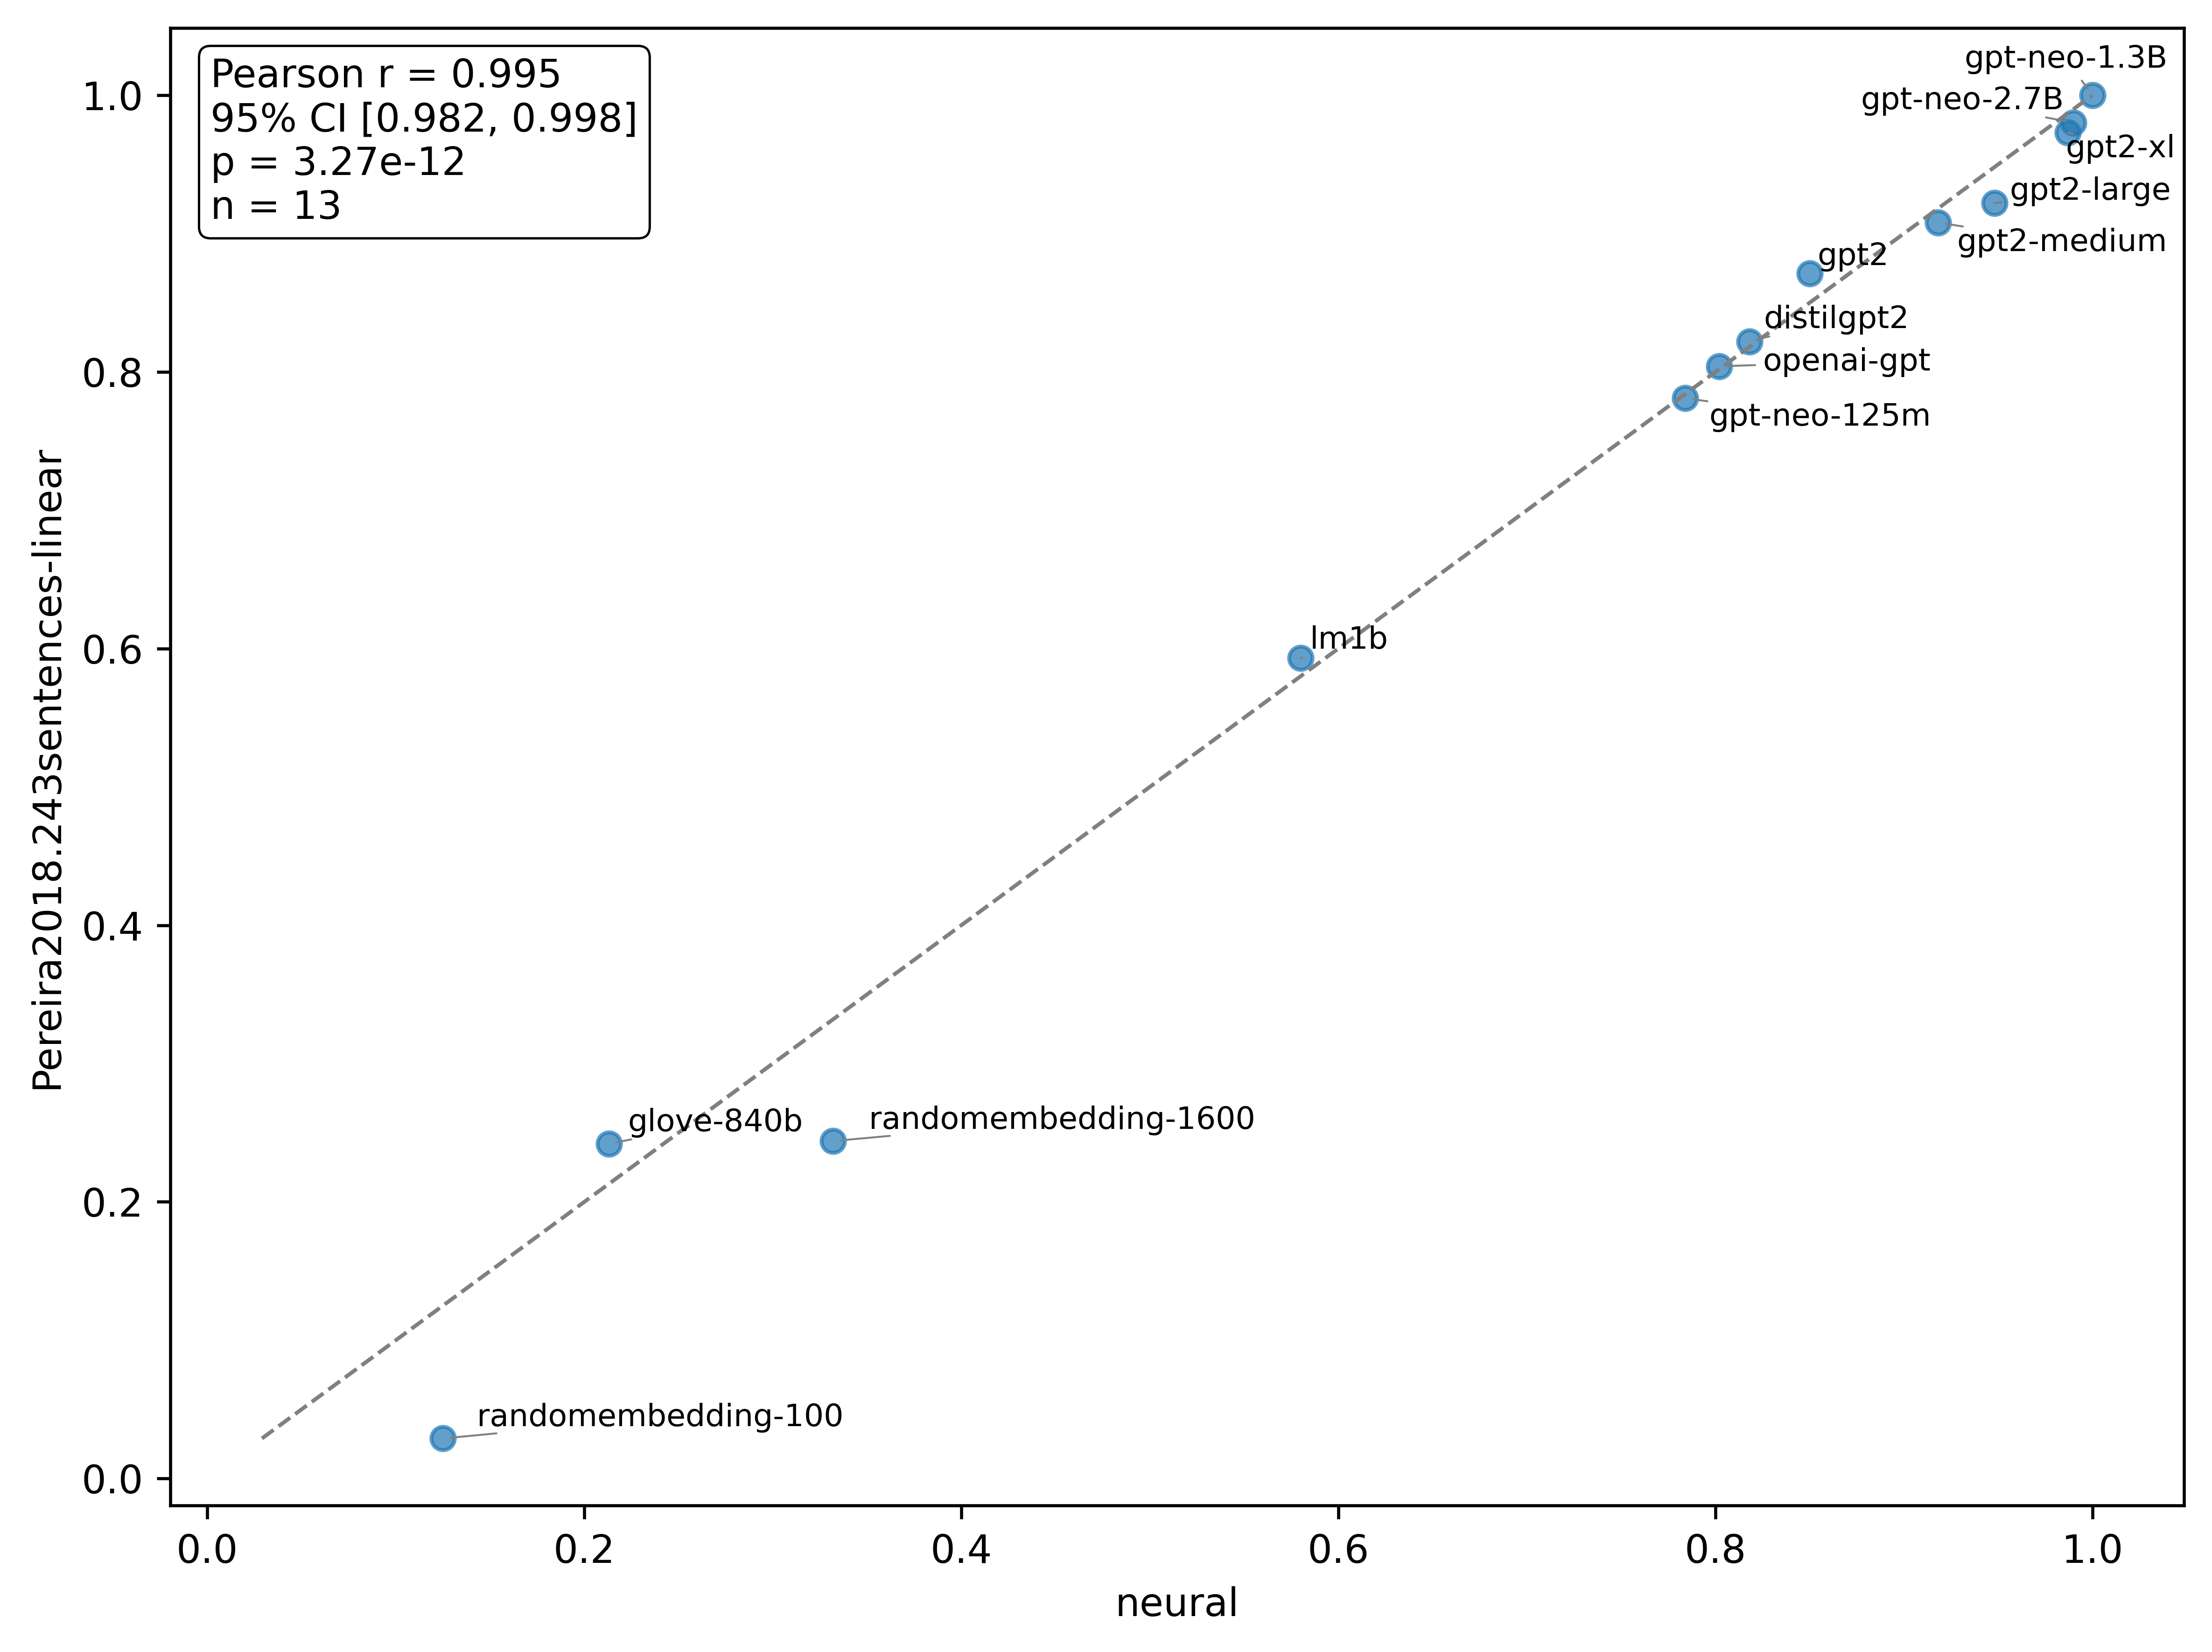 Pearson r = 0.995
95% CI [0.982, 0.998]
p = 3.27e-12
n = 13
gpt-neo-1.3B
gpt-neo-2.7B
gpt2-xl
gpt2-large
gpt2-medium
gpt2
distilgpt2
openai-gpt
gpt-neo-125m
lm1b
glove-840b
randomembedding-1600
randomembedding-100
Pereira2018.243sentences-linear
1.0
0.8
0.6
0.4
0.2
0.0
0.0 0.2 0.4 0.6 0.8 1.0
neural